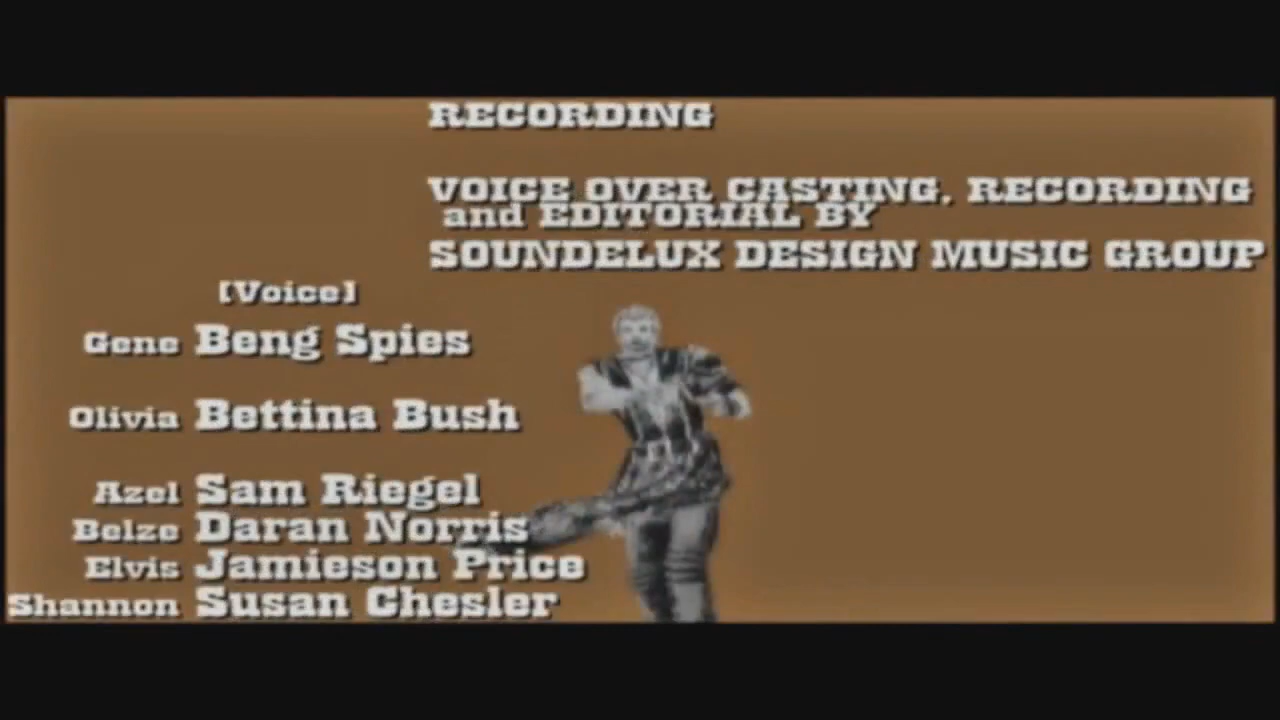 RECORDING
VOICE OVER CASTING, RECORDING
and EDITORIAL BY
SOUNDELUX DESIGN MUSIC GROUP
[Voice]
Gene Beng Spies
Olivia Bettina Bush
Azel Sam Riegel
Belze Daran Norris
Elvis Jamieson Price
Shannon Susan Chesler